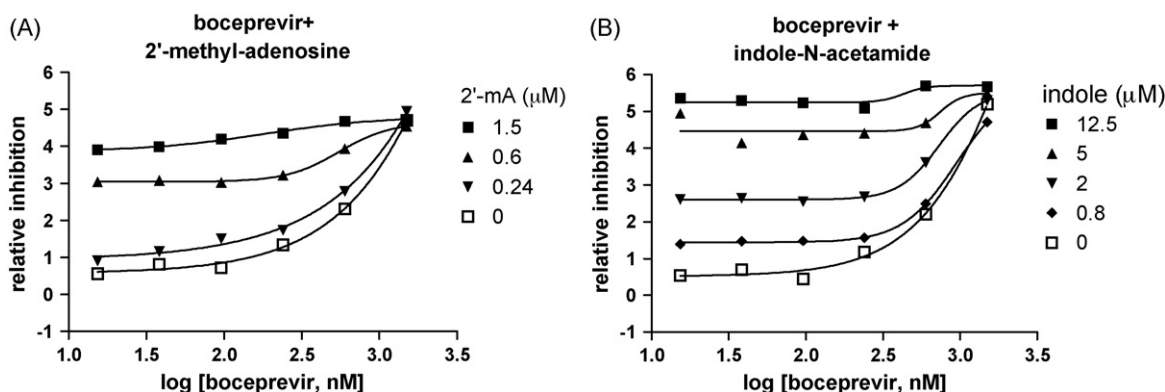 (A)
boceprevir+
2'-methyl-adenosine
relative inhibition
6
5
4
3
2
1
0
-1
1.0 1.5 2.0 2.5 3.0 3.5
log [boceprevir, nM]
2'-mA (μM)
1.5
0.6
0.24
0
(B)
boceprevir +
indole-N-acetamide
relative inhibition
6
5
4
3
2
1
0
-1
1.0 1.5 2.0 2.5 3.0 3.5
log [boceprevir, nM]
indole (μM)
12.5
5
2
0.8
0